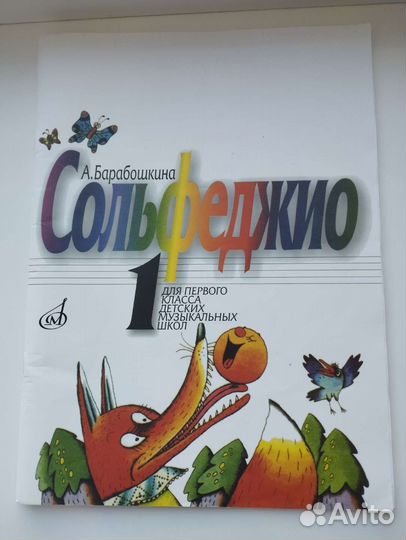 А.Барабошкина
Сольфеджио
1
ДЛЯ ПЕРВОГО
КЛАССА
ДЕТСКИХ
МУЗЫКАЛЬНЫХ
ШКОЛ
Avito